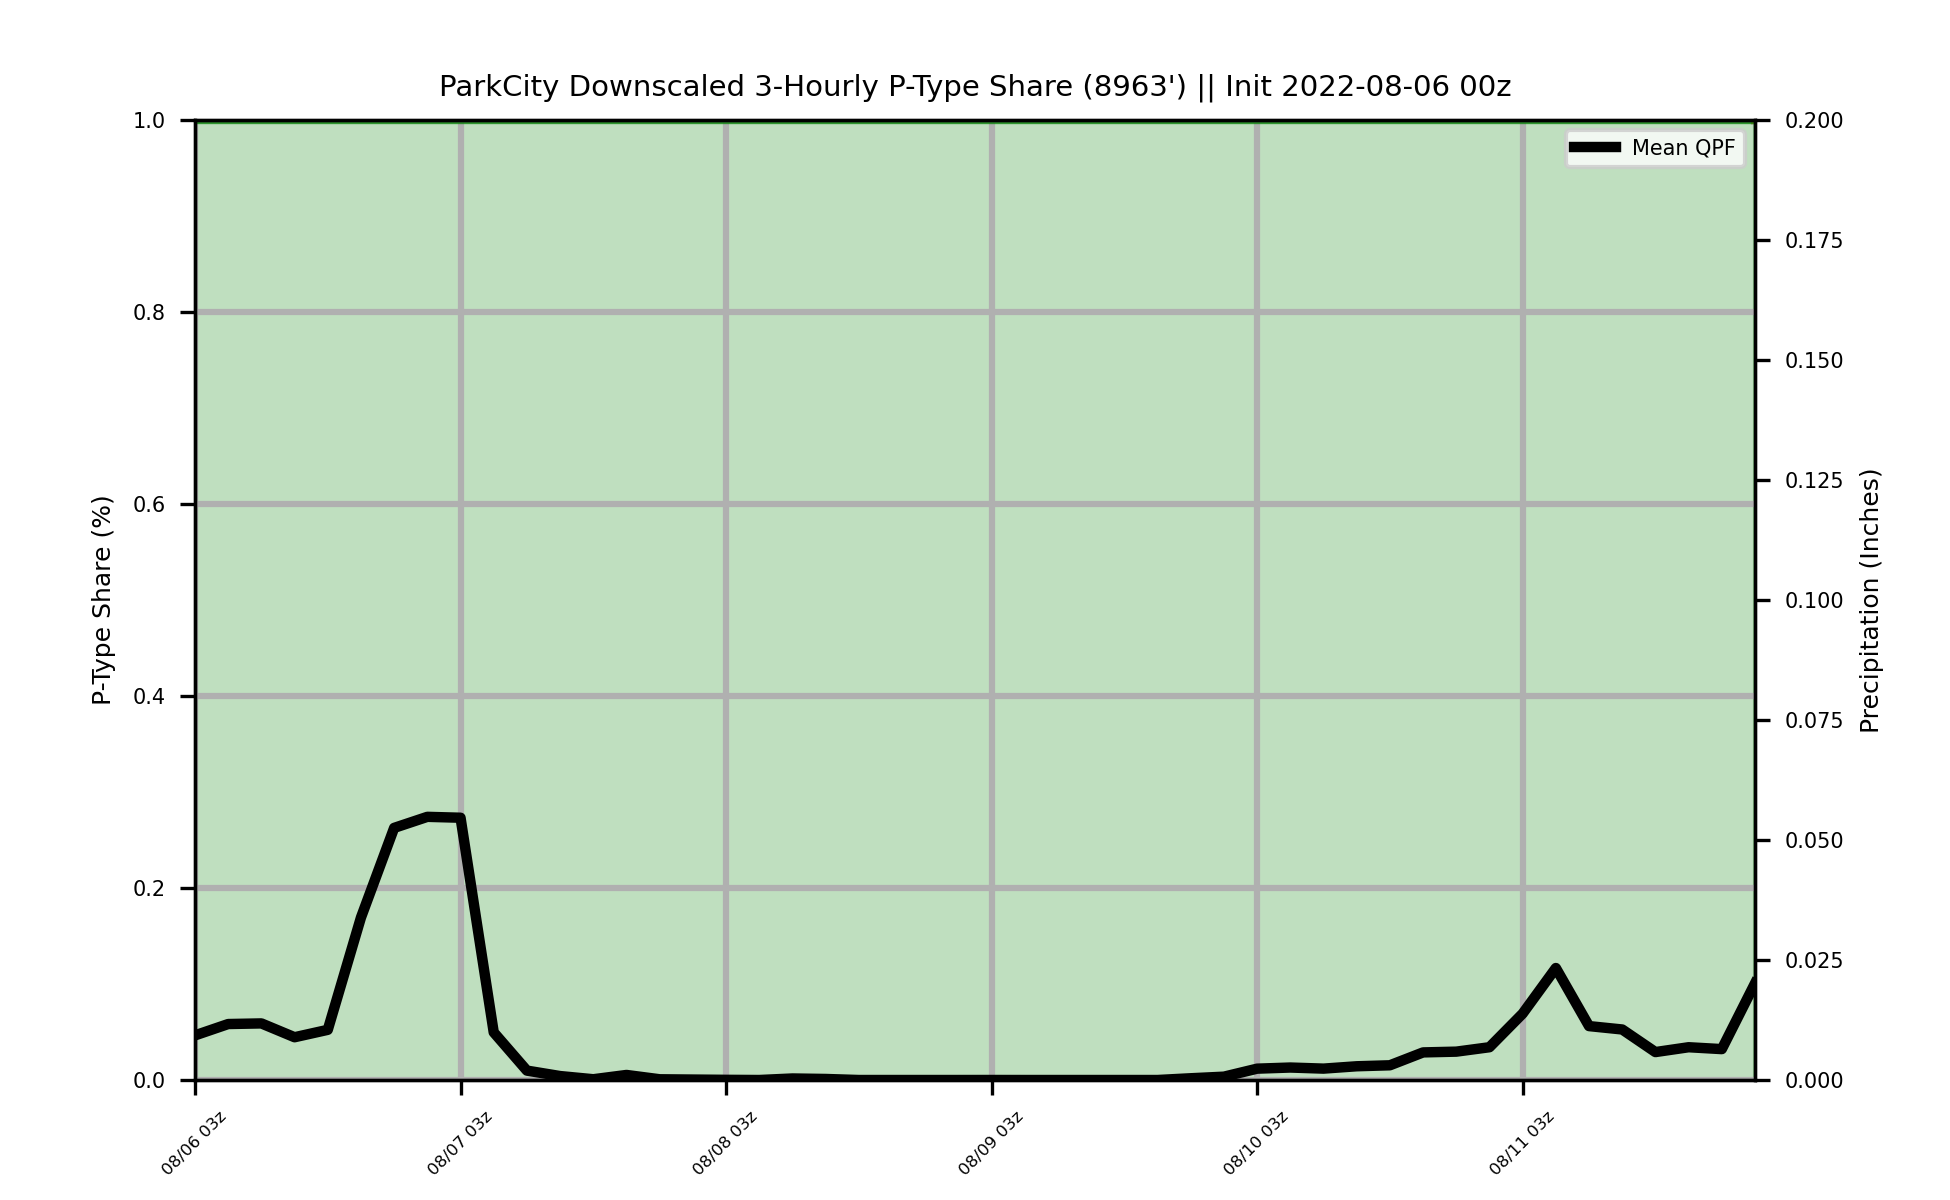 ParkCity Downscaled 3-Hourly P-Type Share (8963') || Init 2022-08-06 00z
Mean QPF
P-Type Share (%)
1.0
0.8
0.6
0.4
0.2
0.0
0.200
0.175
0.150
0.125
0.100
0.075
0.050
0.025
0.000
Precipitation (Inches)
08/06 03z
08/07 03z
08/08 03z
08/09 03z
08/10 03z
08/11 03z